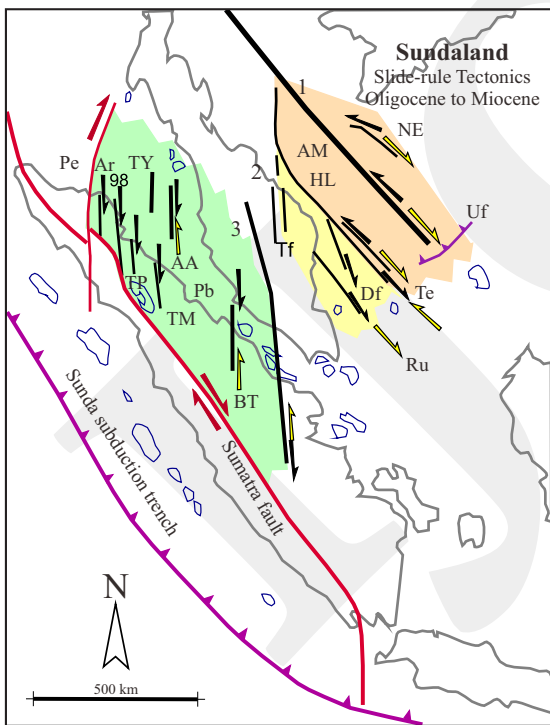 Sundaland
Slide-rule Tectonics
Oligocene to Miocene
1
NE
AM
Pe
Ar
TY
98
2
HL
Uf
3
Tf
AA
TP
Pb
Df
Te
TM
Ru
BT
Sunda subduction trench
Sumatra fault
N
500 km